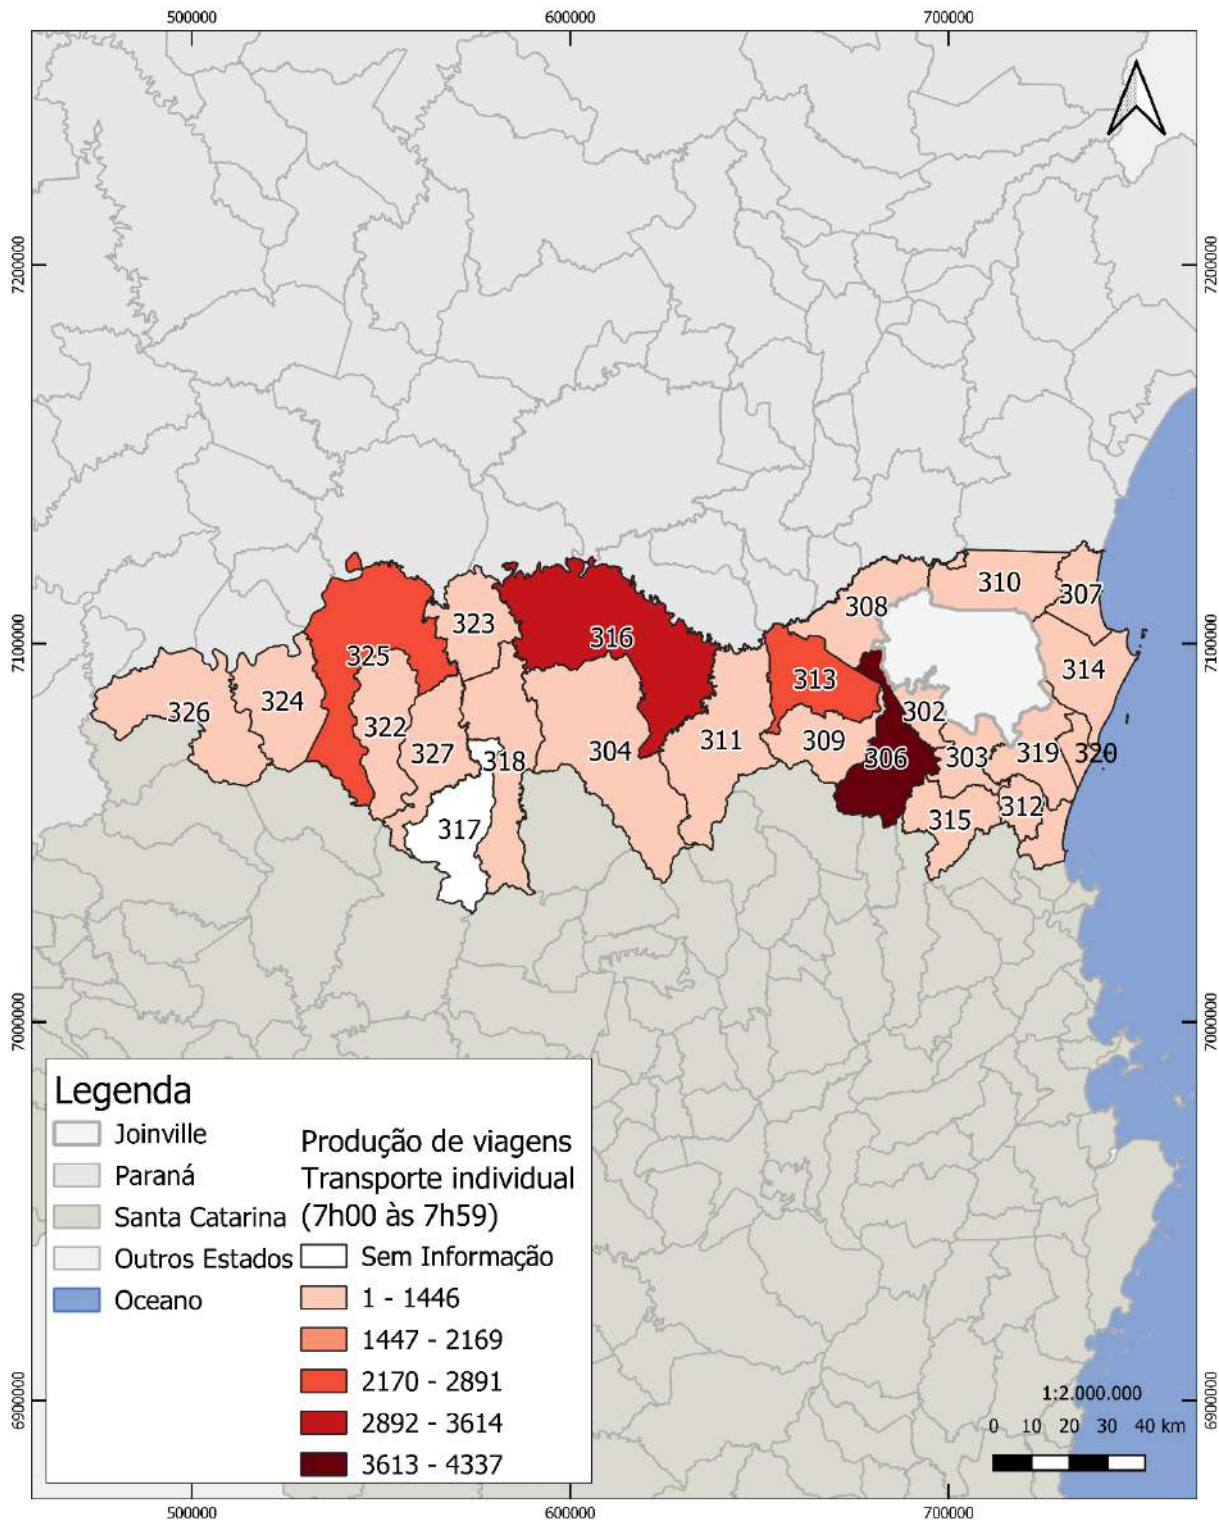 500000 600000 700000
7200000 7200000
310 307
308
323
316
7100000 7100000
325 314
324 313
326 302
322 311 309 319
327 318 304 306 303 320
312
317 315
7000000 7000000
Legenda
Joinville
Paraná
Santa Catarina
Outros Estados
Oceano
Produção de viagens
Transporte individual
(7h00 às 7h59)
Sem Informação
1 - 1446
1447 - 2169
2170 - 2891
2892 - 3614
3613 - 4337
6900000 6900000
1:2.000.000
0 10 20 30 40 km
500000 600000 700000